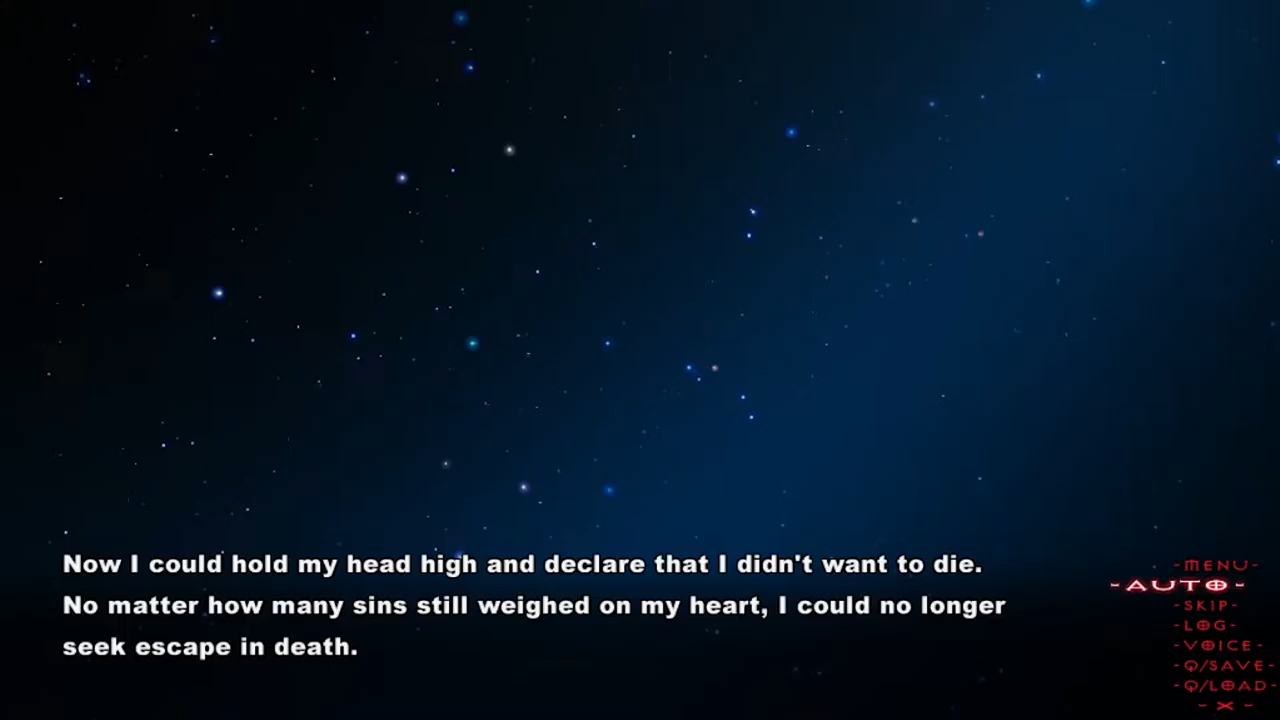 Now I could hold my head high and declare that I didn't want to die.
No matter how many sins still weighed on my heart, I could no longer
seek escape in death.
-MENU-
-AUTO-
-SKIP-
-LOG-
-VOICE-
-Q/SAVE-
-Q/LOAD-
-X-